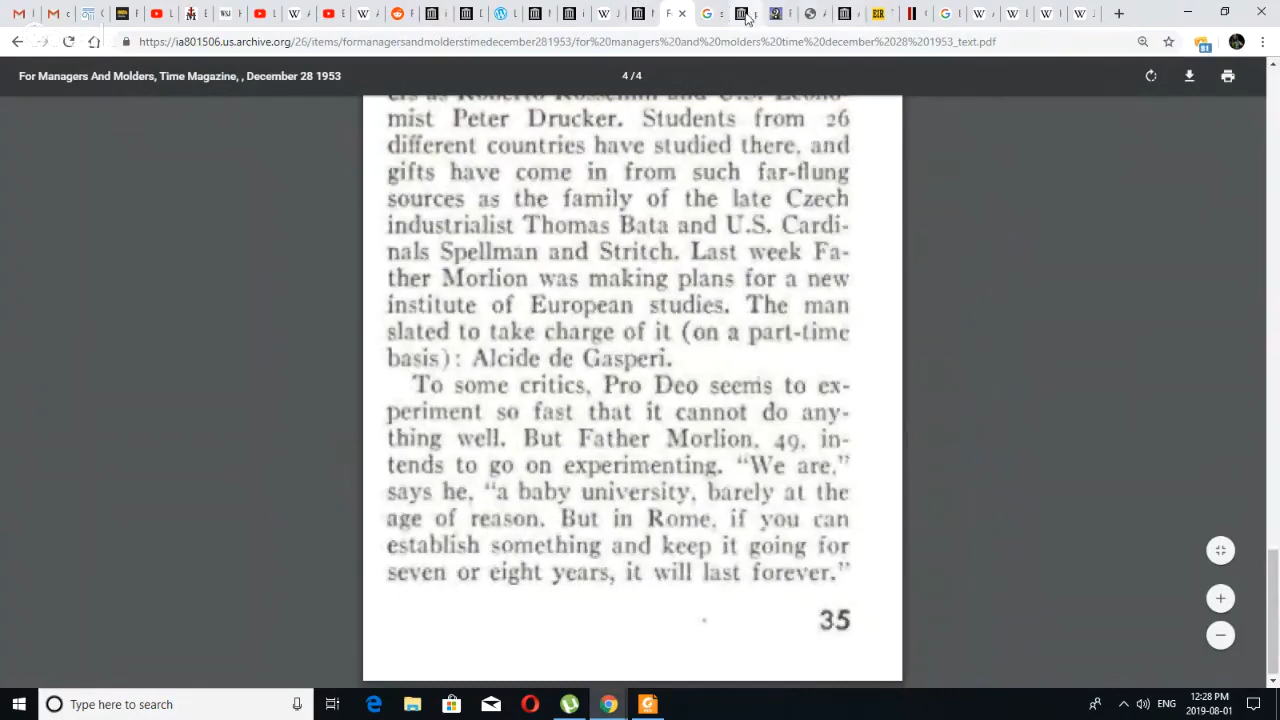 https://ia801506.us.archive.org/26/items/formanagersandmolderstimedecember281953/for%20managers%20and%20molders%20time%20december%2028%201953_text.pdf
81
For Managers And Molders, Time Magazine, , December 28 1953
4 / 4
mist Peter Drucker. Students from 26
different countries have studied there, and
gifts have come in from such far-flung
sources as the family of the late Czech
industrialist Thomas Bata and U.S. Cardi-
nals Spellman and Stritch. Last week Fa-
ther Morlion was making plans for a new
institute of European studies. The man
slated to take charge of it (on a part-time
basis): Alcide de Gasperi.
To some critics, Pro Deo seems to ex-
periment so fast that it cannot do any-
thing well. But Father Morlion, 49, in-
tends to go on experimenting. "We are,"
says he, "a baby university, barely at the
age of reason. But in Rome, if you can
establish something and keep it going for
seven or eight years, it will last forever."
35
Type here to search
ENG
12:28 PM
2019-08-01